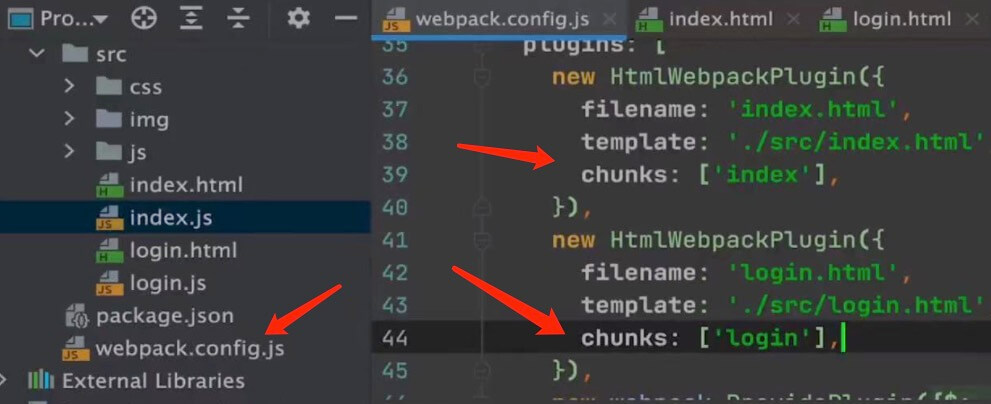 Pro...
src
css
img
js
index.html
index.js
login.html
login.js
package.json
webpack.config.js
External Libraries
webpack.config.js index.html login.html
35 plugins: [
36 new HtmlWebpackPlugin({
37 filename: 'index.html',
38 template: './src/index.html'
39 chunks: ['index'],
40 }),
41 new HtmlWebpackPlugin({
42 filename: 'login.html',
43 template: './src/login.html'
44 chunks: ['login'],
45 }),
new webpack ProvidePlugin({$: